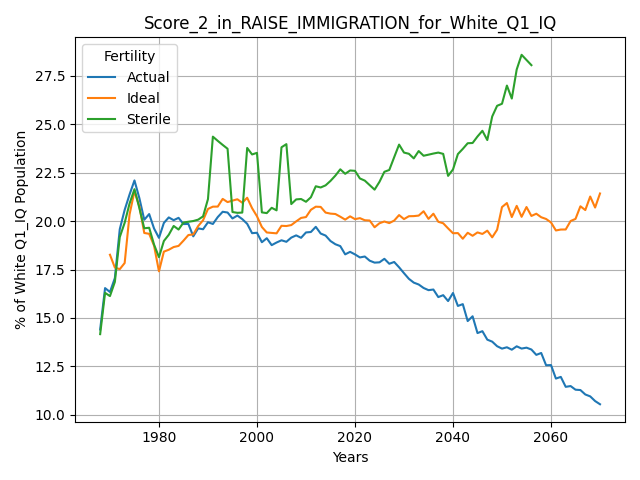 Score_2_in_RAISE_IMMIGRATION_for_White_Q1_IQ
Fertility
Actual
Ideal
Sterile
% of White Q1_IQ Population
27.5
25.0
22.5
20.0
17.5
15.0
12.5
10.0
1980
2000
2020
2040
2060
Years